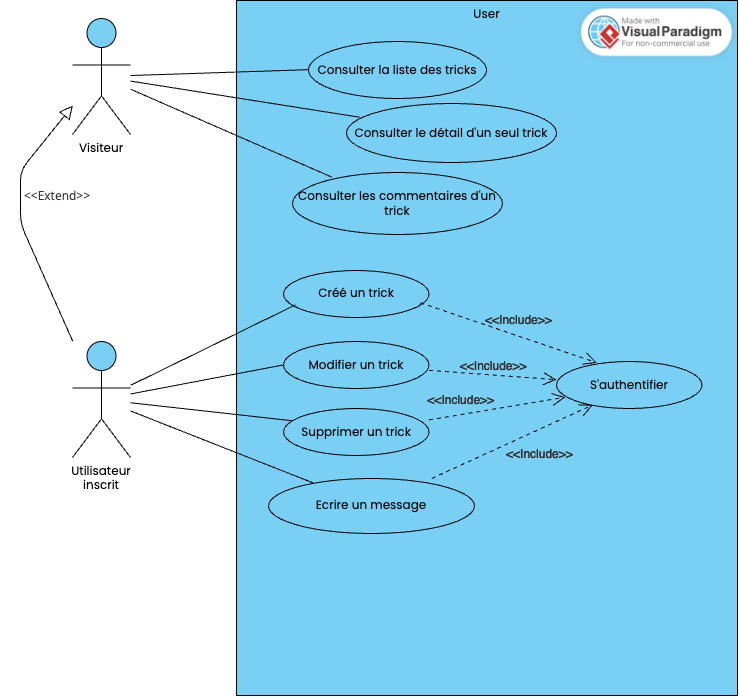 User
Made with
VisualParadigm
For non-commercial use
Visiteur
Consulter la liste des tricks
Consulter le détail d'un seul trick
Consulter les commentaires d'un
trick
<<Extend>>
Créé un trick
<<Include>>
Modifier un trick
<<Include>>
S'authentifier
<<Include>>
Supprimer un trick
<<Include>>
Utilisateur
inscrit
Ecrire un message